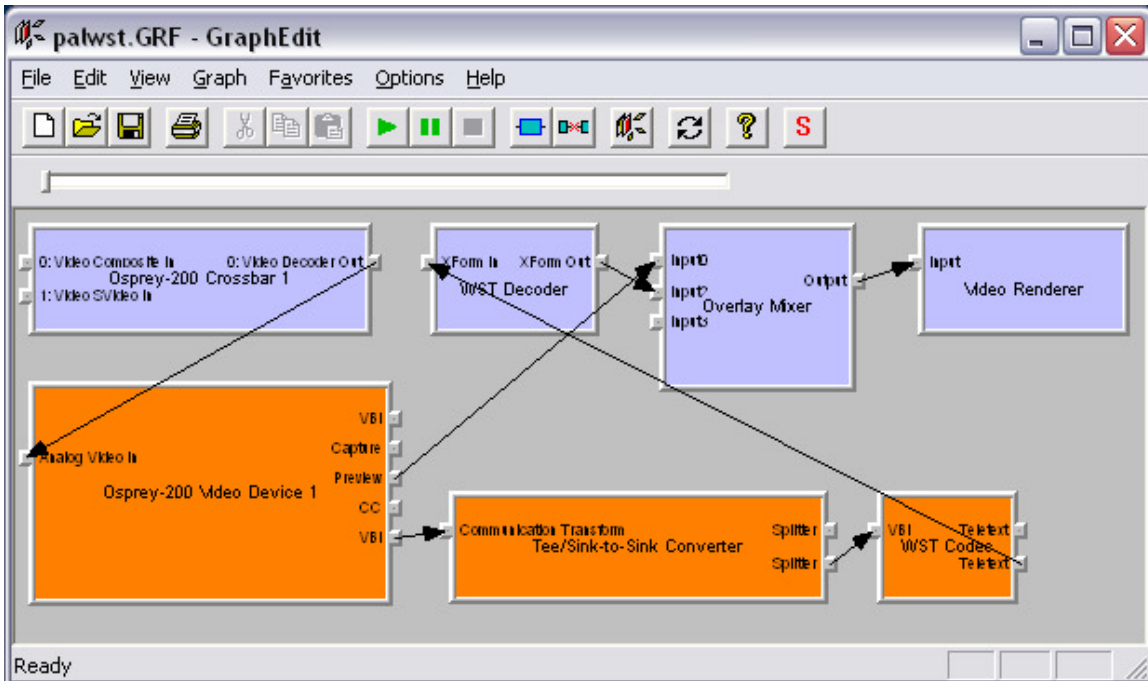 palwst.GRF - GraphEdit
File Edit View Graph Favorites Options Help
S
0: Video Composite In 0: Video Decoder Out
Osprey-200 Crossbar 1
1: Video SVideo In
XForm In XForm Out
WST Decoder
Input0
Output
Input2
Overlay Mixer
Input3
Input
Video Renderer
VBI
Capture
Analog Video In
Preview
Osprey-200 Video Device 1
CC
VBI
Communication Transform Splitter
Tee/Sink-to-Sink Converter
Splitter
VBI Teletext
WST Codec
Teletext
Ready